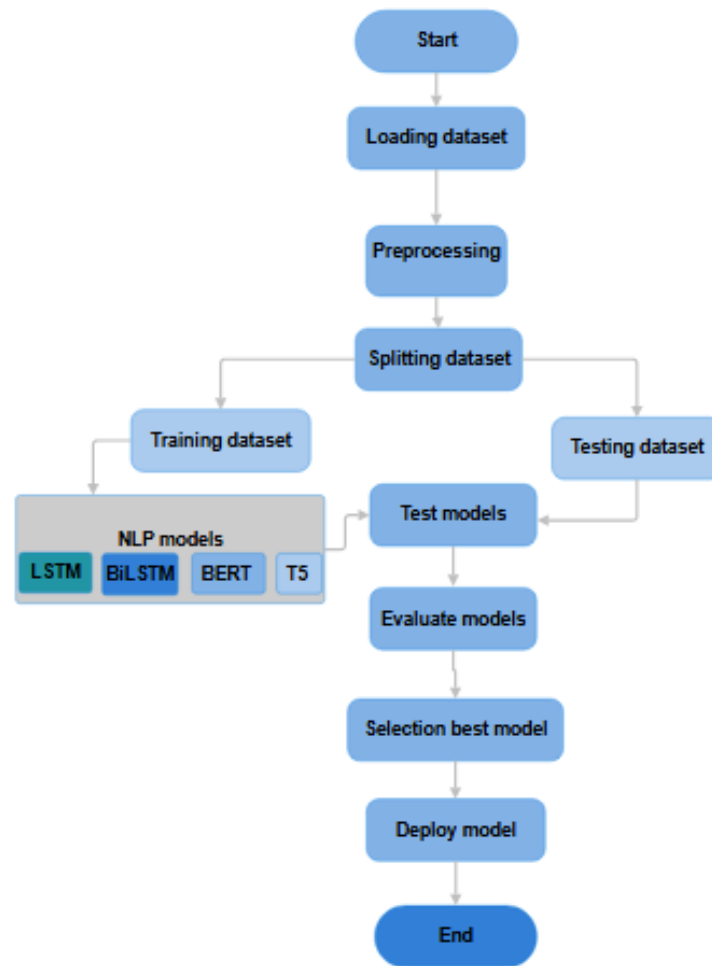 Start
Loading dataset
Preprocessing
Splitting dataset
Training dataset
Testing dataset
NLP models
LSTM
BiLSTM
BERT
T5
Test models
Evaluate models
Selection best model
Deploy model
End